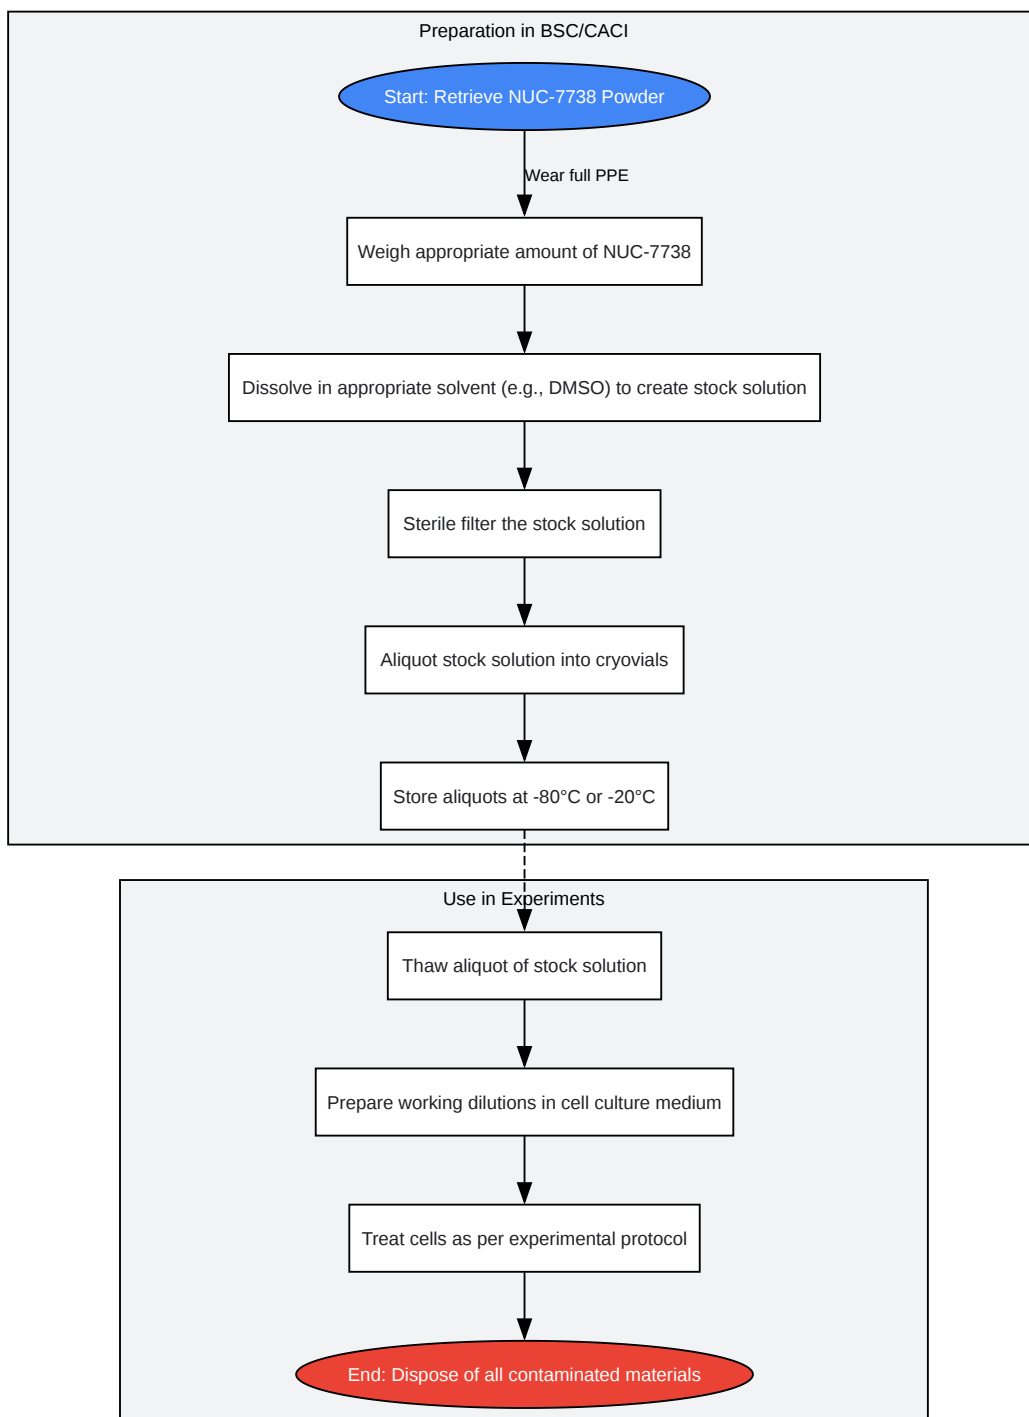 Preparation in BSC/CACI
Start: Retrieve NUC-7738 Powder
Wear full PPE
Weigh appropriate amount of NUC-7738
Dissolve in appropriate solvent (e.g., DMSO) to create stock solution
Sterile filter the stock solution
Aliquot stock solution into cryovials
Store aliquots at -80°C or -20°C
Use in Experiments
Thaw aliquot of stock solution
Prepare working dilutions in cell culture medium
Treat cells as per experimental protocol
End: Dispose of all contaminated materials